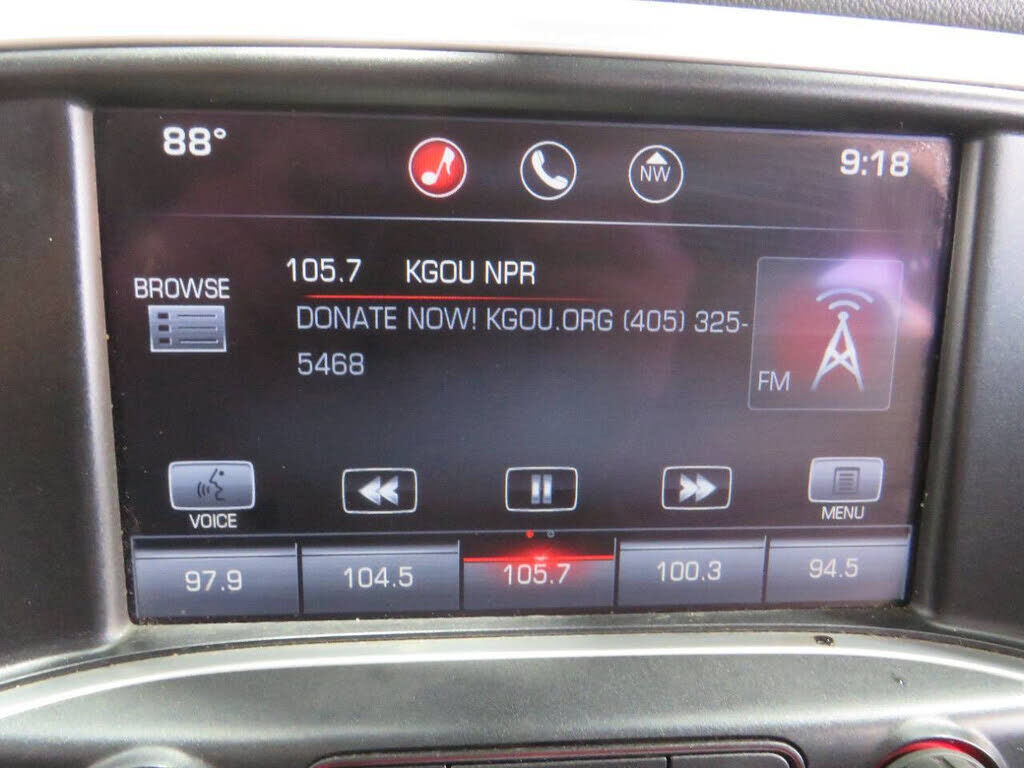 88°
NW
9:18
BROWSE
105.7 KGOU NPR
DONATE NOW! KGOU.ORG (405) 325-
5468
FM
VOICE
MENU
97.9
104.5
105.7
100.3
94.5